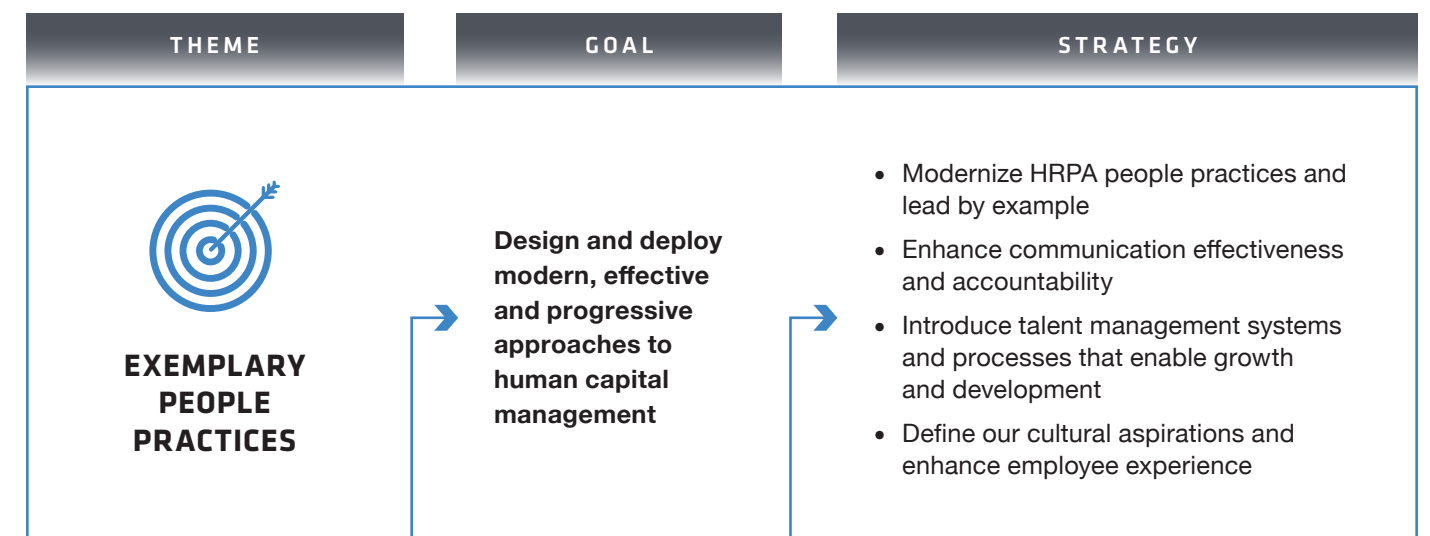 THEME
GOAL
STRATEGY
EXEMPLARY
PEOPLE
PRACTICES
Design and deploy
modern, effective
and progressive
approaches to
human capital
management
• Modernize HRPA people practices and
lead by example
• Enhance communication effectiveness
and accountability
• Introduce talent management systems
and processes that enable growth
and development
• Define our cultural aspirations and
enhance employee experience